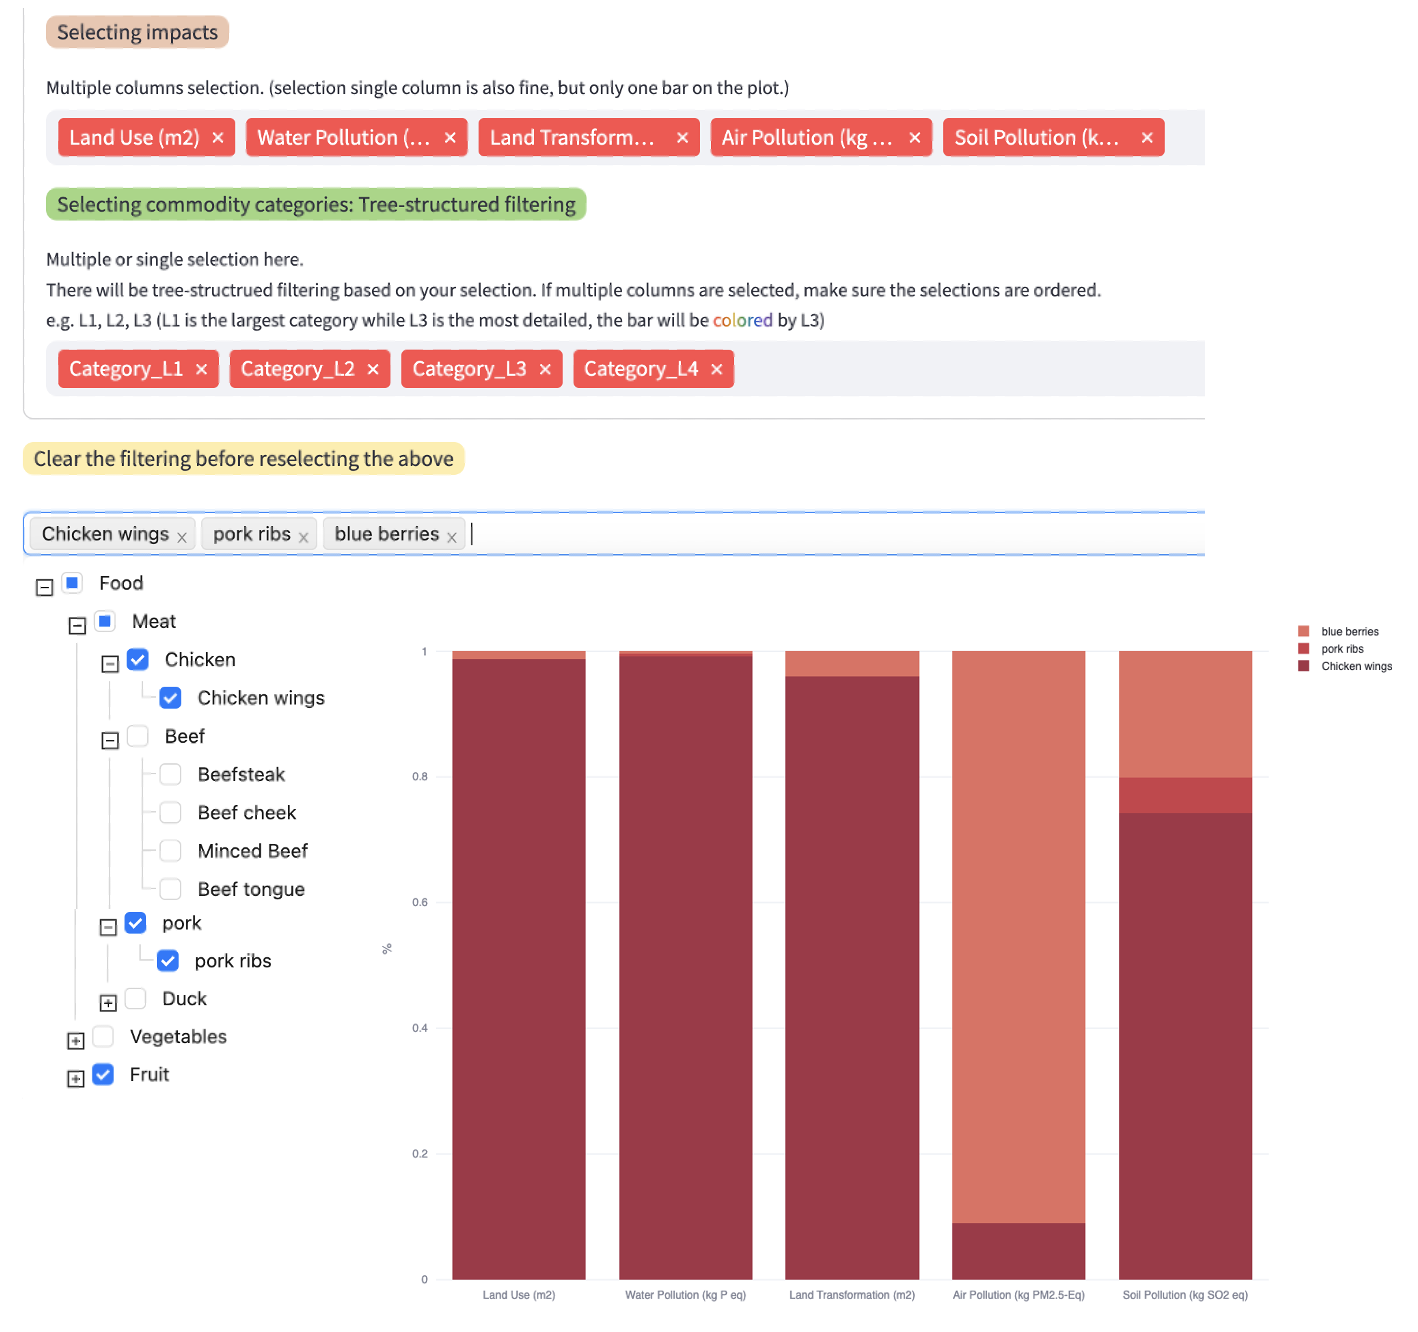 Selecting impacts
Multiple columns selection. (selection single column is also fine, but only one bar on the plot.)
Land Use (m2) × Water Pollution (... × Land Transform... × Air Pollution (kg ... × Soil Pollution (k... ×
Selecting commodity categories: Tree-structured filtering
Multiple or single selection here.
There will be tree-structrued filtering based on your selection. If multiple columns are selected, make sure the selections are ordered.
e.g. L1, L2, L3 (L1 is the largest category while L3 is the most detailed, the bar will be colored by L3)
Category_L1 × Category_L2 × Category_L3 × Category_L4 ×
Clear the filtering before reselecting the above
Chicken wings × pork ribs × blue berries ×
Food
Meat
Chicken
Chicken wings
Beef
Beefsteak
Beef cheek
Minced Beef
Beef tongue
pork
pork ribs
Duck
Vegetables
Fruit
blue berries
pork ribs
Chicken wings
%
1
0.8
0.6
0.4
0.2
0
Land Use (m2) Water Pollution (kg P eq) Land Transformation (m2) Air Pollution (kg PM2.5-Eq) Soil Pollution (kg SO2 eq)